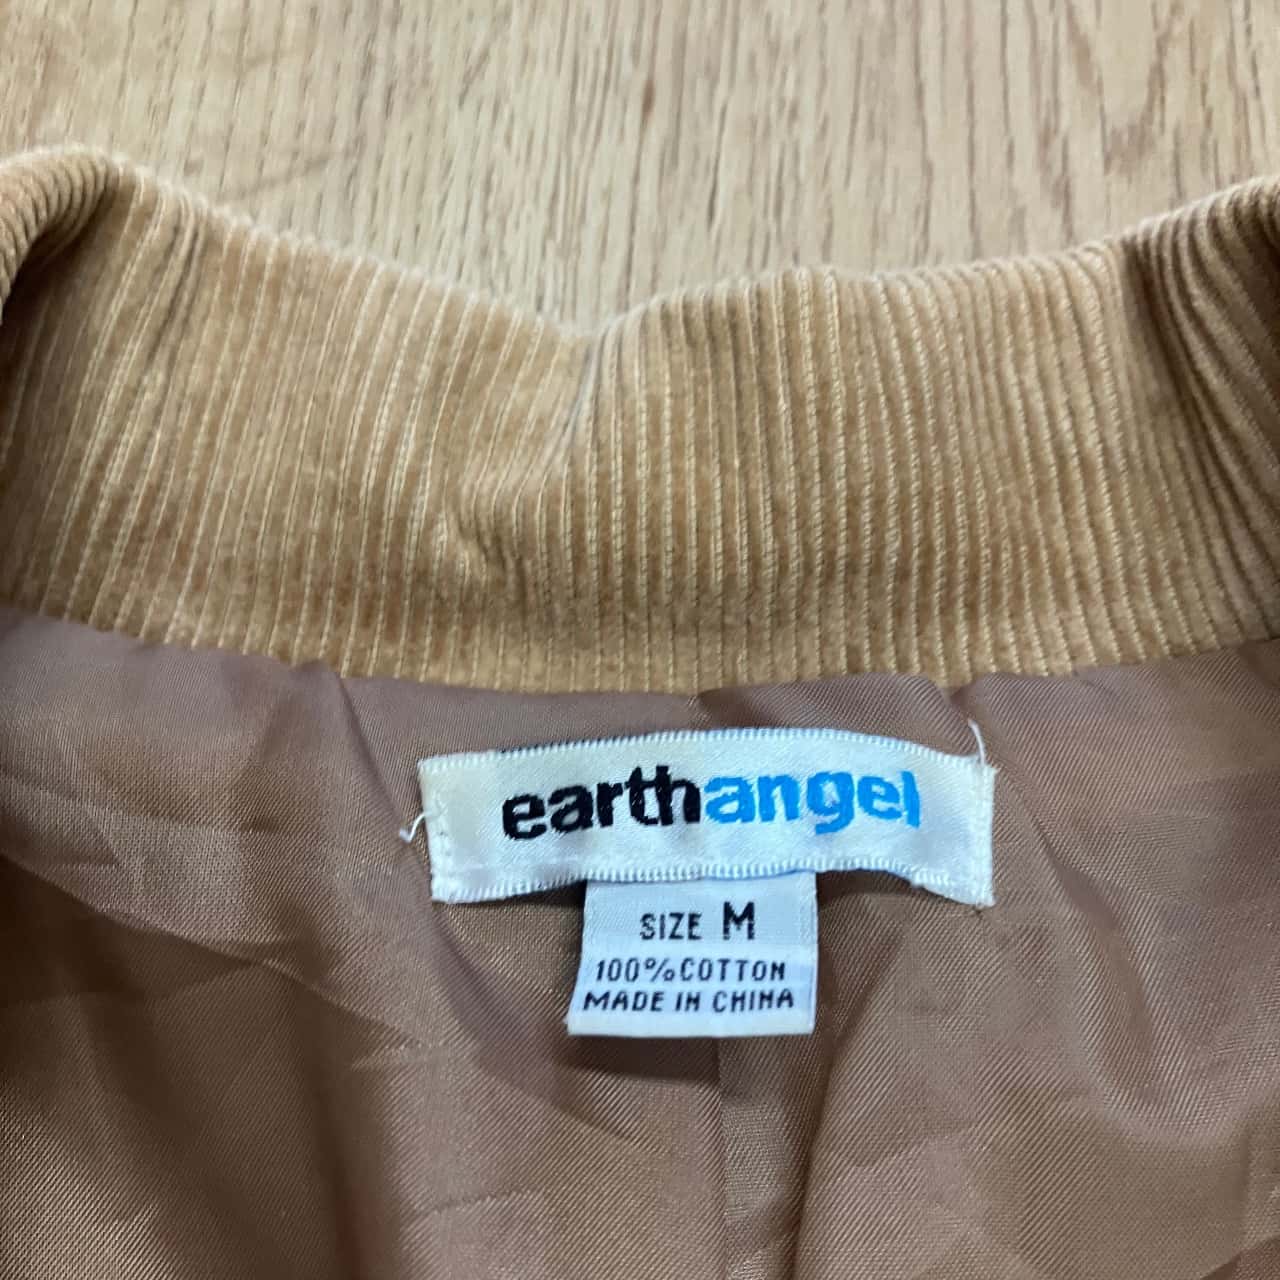 earthangel
SIZE M
100% COTTON
MADE IN CHINA